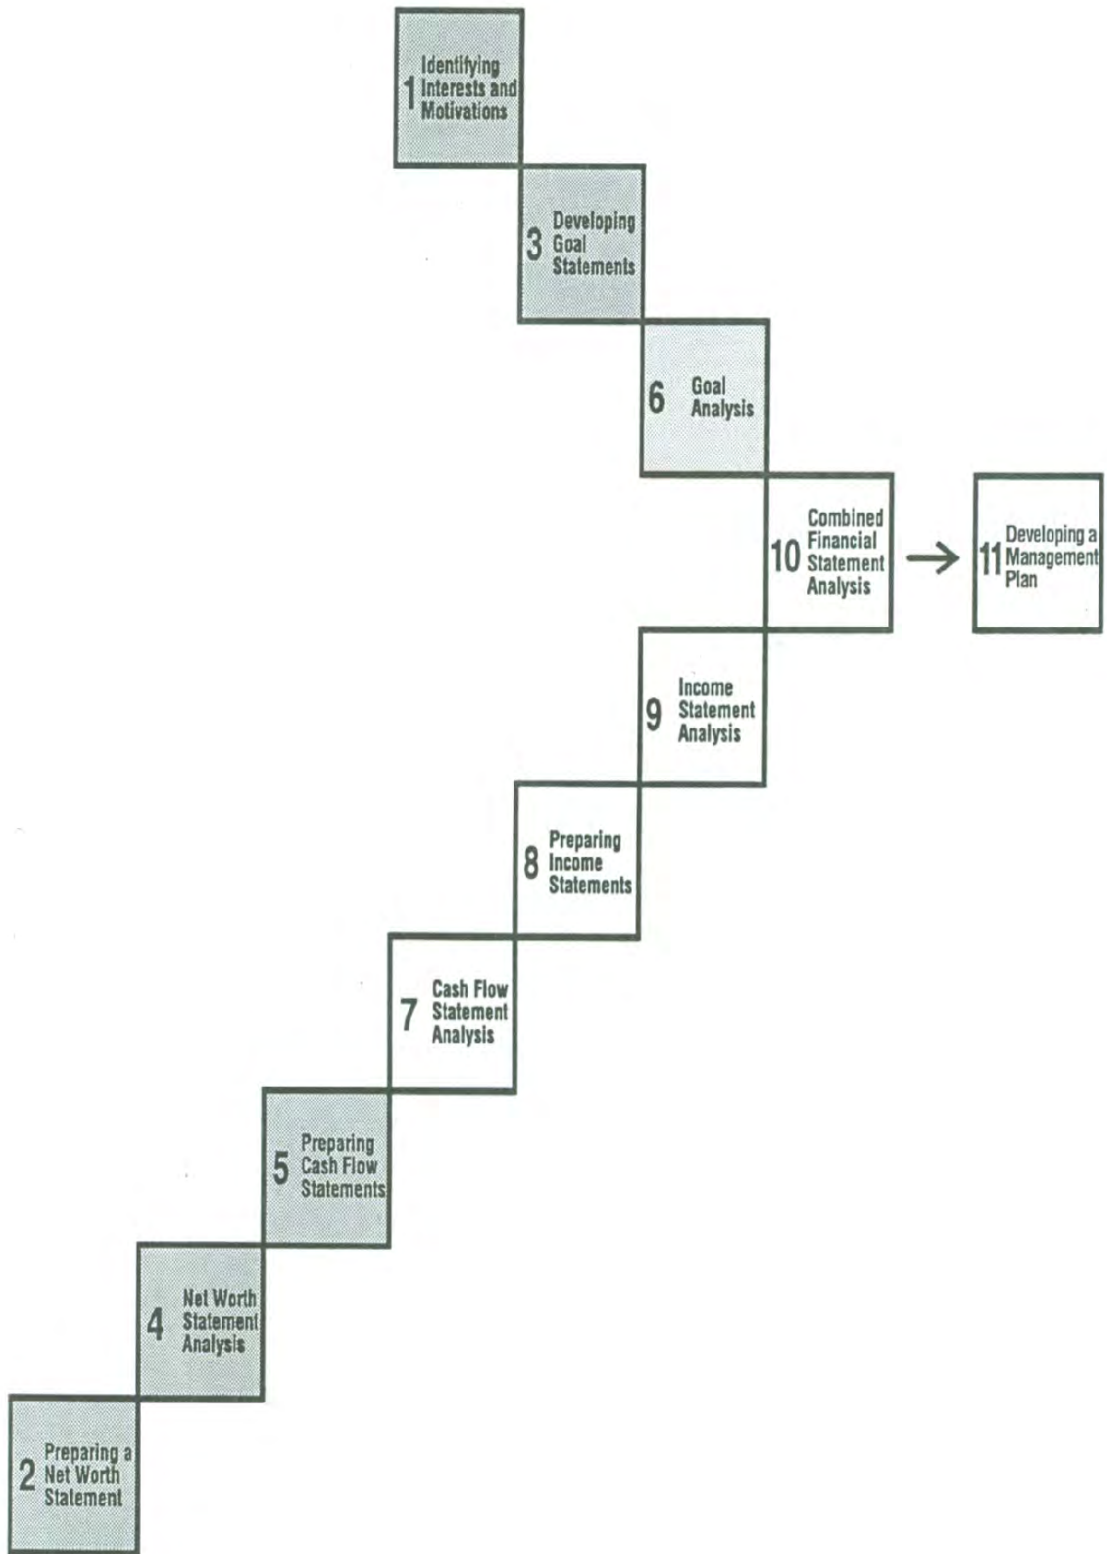 1 Identifying
Interests and
Motivations
3 Developing
Goal
Statements
6 Goal
Analysis
10 Combined
Financial
Statement
Analysis
11 Developing a
Management
Plan
9 Income
Statement
Analysis
8 Preparing
Income
Statements
7 Cash Flow
Statement
Analysis
5 Preparing
Cash Flow
Statements
4 Net Worth
Statement
Analysis
2 Preparing a
Net Worth
Statement